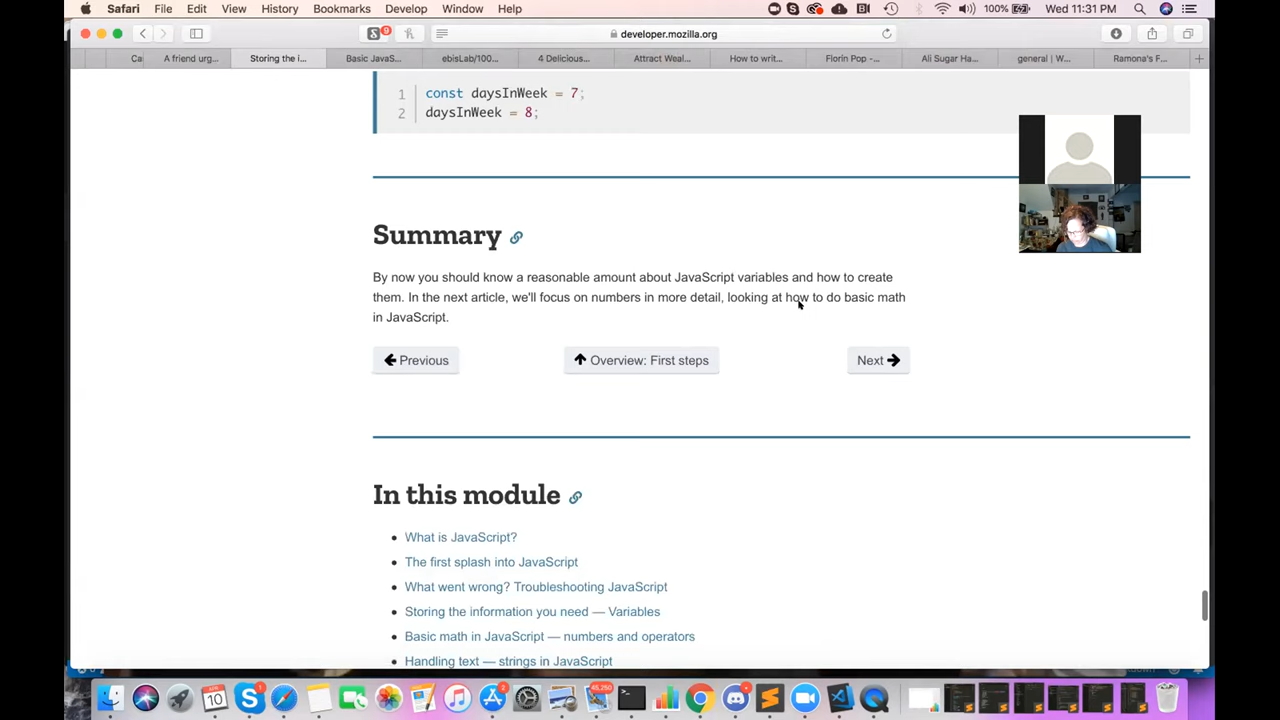 Safari File Edit View History Bookmarks Develop Window Help 100% Wed 11:31 PM
S 9 developer.mozilla.org
Ca A friend urg... Storing the i... Basic JavaS... ebisLab/100... 4 Delicious... Attract Weal... How to writ... Florin Pop -... Ali Sugar Ha... general | W... Ramona's F... +
1 const daysInWeek = 7;
2 daysInWeek = 8;
Summary
By now you should know a reasonable amount about JavaScript variables and how to create
them. In the next article, we'll focus on numbers in more detail, looking at how to do basic math
in JavaScript.
Previous Overview: First steps Next
In this module
What is JavaScript?
The first splash into JavaScript
What went wrong? Troubleshooting JavaScript
Storing the information you need — Variables
Basic math in JavaScript — numbers and operators
Handling text — strings in JavaScript